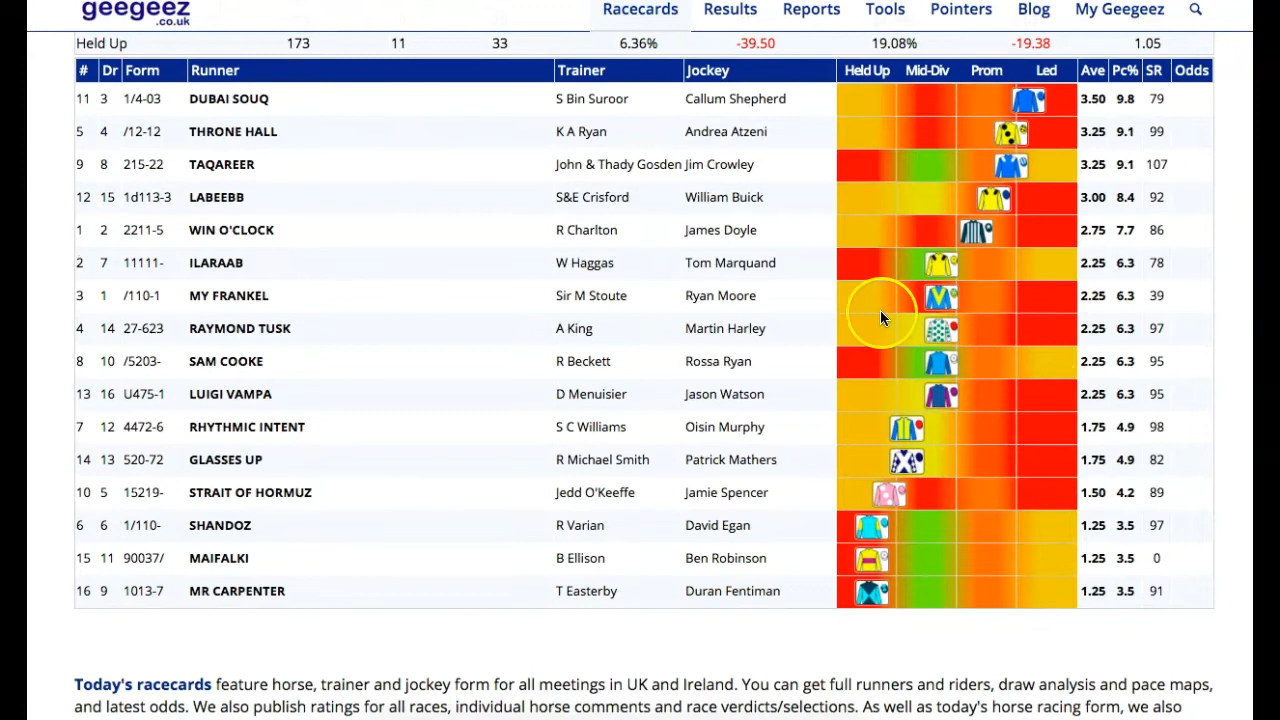 geegeez
.co.uk
Racecards Results Reports Tools Pointers Blog My Geegeez
Held Up 173 11 33 6.36% -39.50 19.08% -19.38 1.05
# Dr Form Runner Trainer Jockey Held Up Mid-Div Prom Led Ave Pc% SR Odds
11 3 1/4-03 DUBAI SOUQ S Bin Suroor Callum Shepherd 3.50 9.8 79
5 4 /12-12 THRONE HALL K A Ryan Andrea Atzeni 3.25 9.1 99
9 8 215-22 TAQAREER John & Thady Gosden Jim Crowley 3.25 9.1 107
12 15 1d113-3 LABEEBB S&E Crisford William Buick 3.00 8.4 92
1 2 2211-5 WIN O'CLOCK R Charlton James Doyle 2.75 7.7 86
2 7 11111- ILARAAB W Haggas Tom Marquand 2.25 6.3 78
3 1 /110-1 MY FRANKEL Sir M Stoute Ryan Moore 2.25 6.3 39
4 14 27-623 RAYMOND TUSK A King Martin Harley 2.25 6.3 97
8 10 /5203- SAM COOKE R Beckett Rossa Ryan 2.25 6.3 95
13 16 U475-1 LUIGI VAMPA D Menuisier Jason Watson 2.25 6.3 95
7 12 4472-6 RHYTHMIC INTENT S C Williams Oisin Murphy 1.75 4.9 98
14 13 520-72 GLASSES UP R Michael Smith Patrick Mathers 1.75 4.9 82
10 5 15219- STRAIT OF HORMUZ Jedd O'Keeffe Jamie Spencer 1.50 4.2 89
6 6 1/110- SHANDOZ R Varian David Egan 1.25 3.5 97
15 11 90037/ MAIFALKI B Ellison Ben Robinson 1.25 3.5 0
16 9 1013-7 MR CARPENTER T Easterby Duran Fentiman 1.25 3.5 91
Today's racecards feature horse, trainer and jockey form for all meetings in UK and Ireland. You can get full runners and riders, draw analysis and pace maps,
and latest odds. We also publish ratings for all races, individual horse comments and race verdicts/selections. As well as today's horse racing form, we also